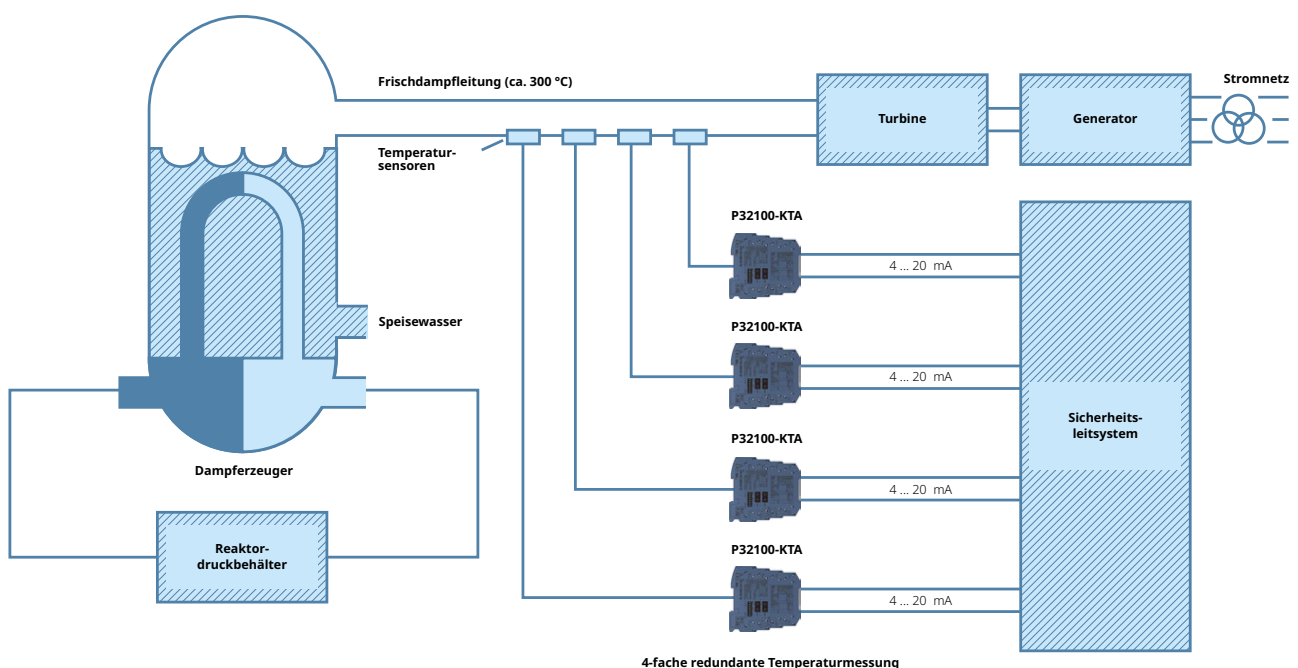 Stromnetz
Frischdampfleitung (ca. 300 °C)
Turbine
Generator
Temperatur-
sensoren
P32100-KTA
4 ... 20 mA
Speisewasser
P32100-KTA
4 ... 20 mA
Sicherheits-
leitsystem
P32100-KTA
Dampferzeuger
4 ... 20 mA
Reaktor-
druckbehälter
P32100-KTA
4 ... 20 mA
4-fache redundante Temperaturmessung